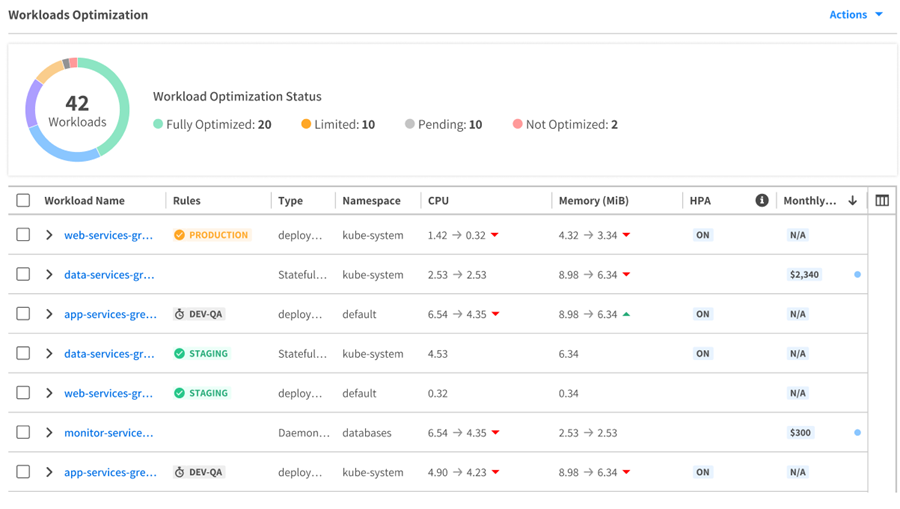 Workloads Optimization
Actions
42
Workloads
Workload Optimization Status
Fully Optimized: 20
Limited: 10
Pending: 10
Not Optimized: 2
Workload Name Rules Type Namespace CPU Memory (MiB) HPA Monthly...
web-services-gr... PRODUCTION deploy... kube-system 1.42 → 0.32 4.32 → 3.34 ON N/A
data-services-gr... Stateful... kube-system 2.53 → 2.53 8.98 → 6.34 $2,340
app-services-gre... DEV-QA deploy... default 6.54 → 4.35 8.98 → 6.34 ON N/A
data-services-gr... STAGING Stateful... kube-system 4.53 6.34 ON N/A
web-services-gr... STAGING deploy... default 0.32 0.34 N/A
monitor-service... Daemon... databases 6.54 → 4.35 2.53 → 2.53 $300
app-services-gre... DEV-QA deploy... kube-system 4.90 → 4.23 8.98 → 6.34 ON N/A